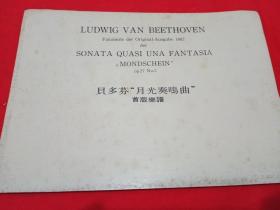 LUDWIG VAN BEETHOVEN
Faksimile der Original-Ausgabe 1802
der
SONATA QUASI UNA FANTASIA
„MONDSCHEIN"
op.27 No.2
貝多芬“月光奏鳴曲”
首版樂譜